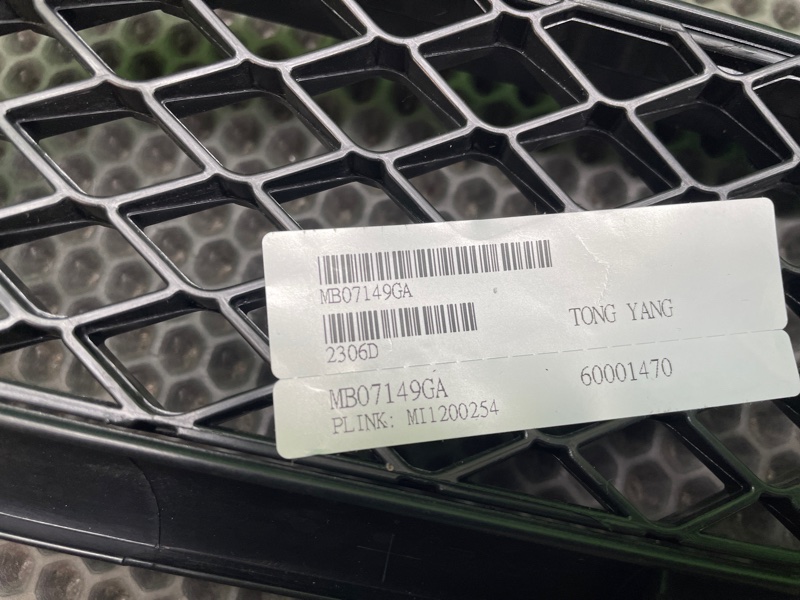 MB07149GA
2306D
TONG YANG
MB07149GA
60001470
PLINK: MI1200254